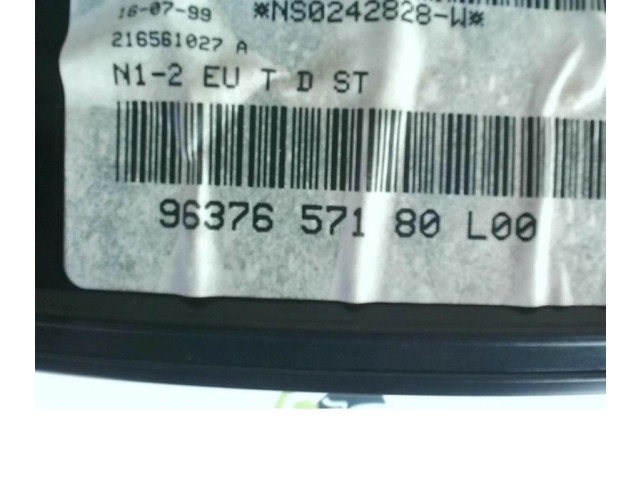 16-07-99 *NS0242828-W*
216561027 A
N1-2 EU T D ST
96376 571 80 L00